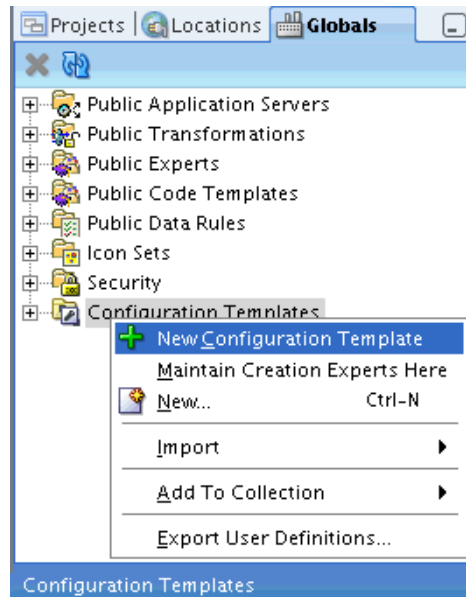 Projects Locations Globals
Public Application Servers
Public Transformations
Public Experts
Public Code Templates
Public Data Rules
Icon Sets
Security
Configuration Templates
New Configuration Template
Maintain Creation Experts Here
New... Ctrl-N
Import
Add To Collection
Export User Definitions...
Configuration Templates